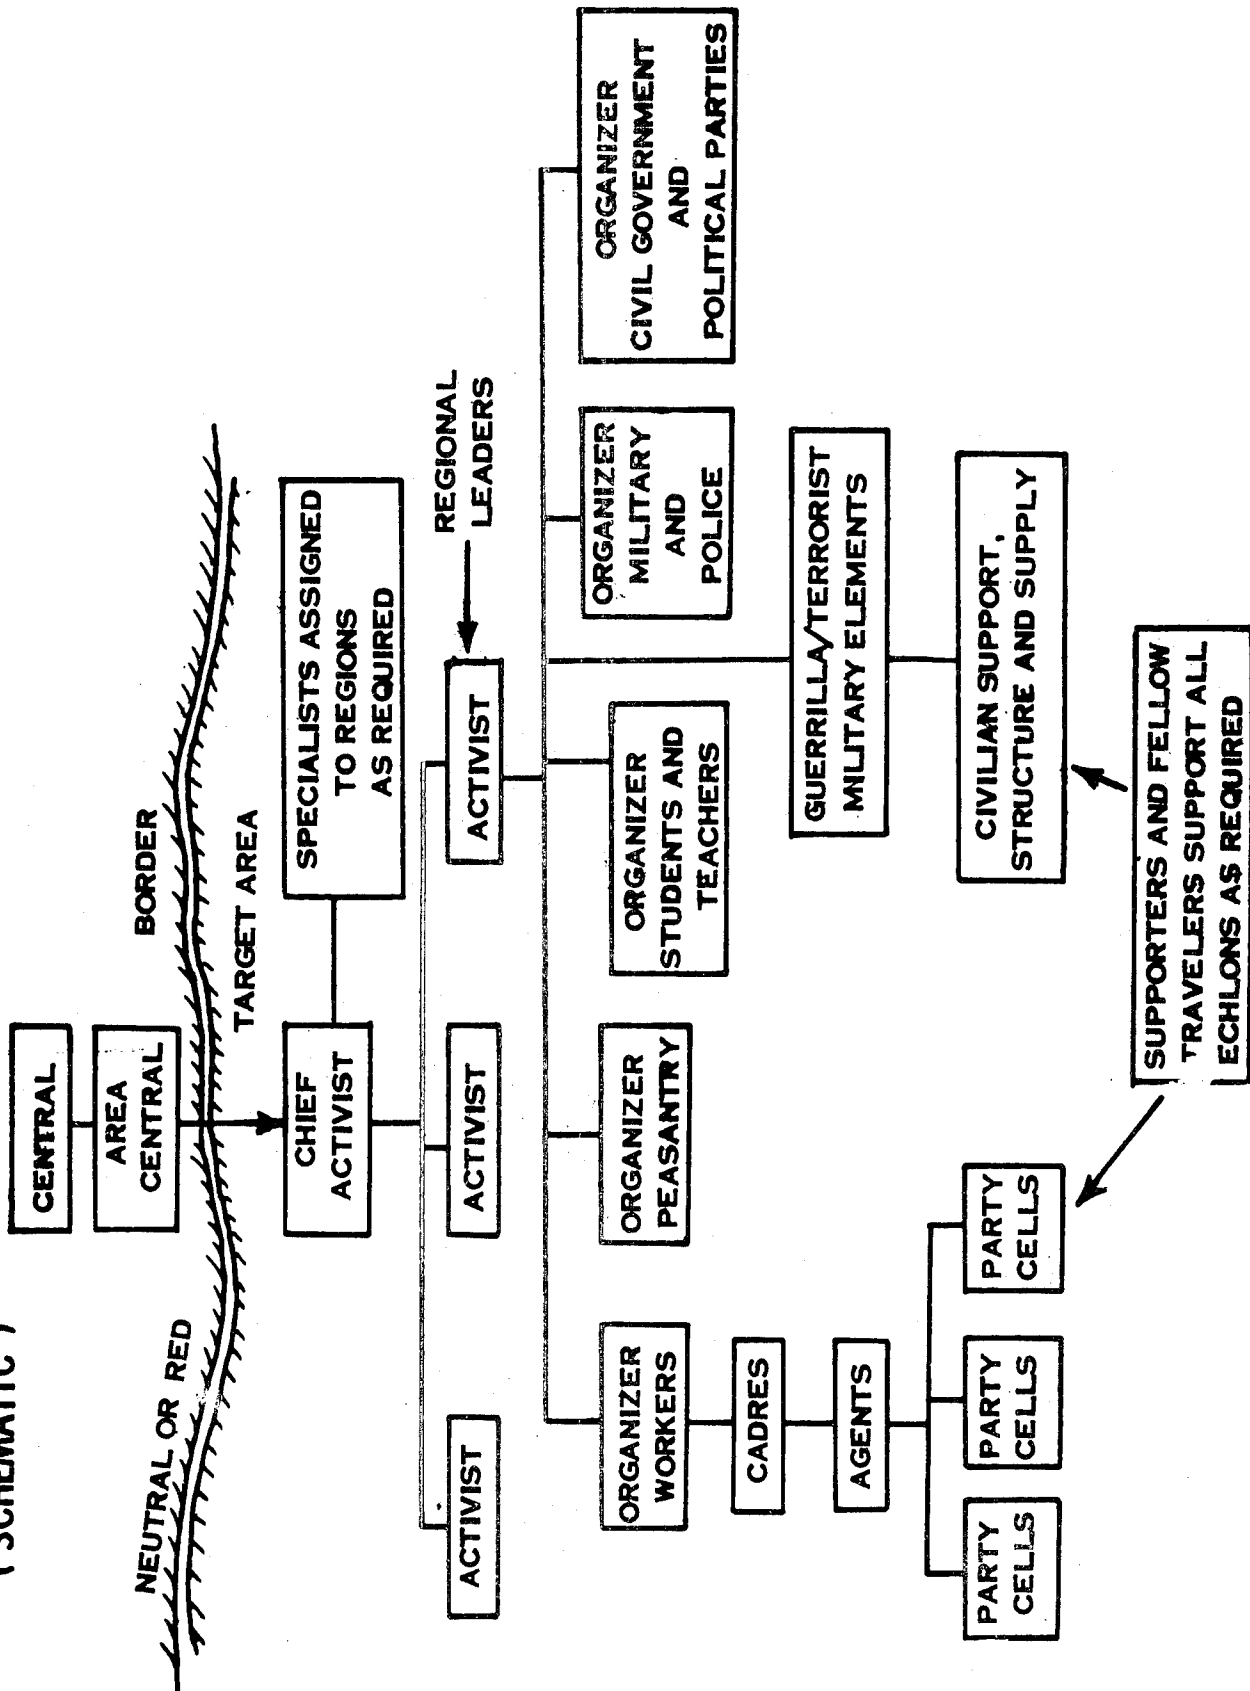 (SCHEMATIC)
CENTRAL
AREA
CENTRAL
NEUTRAL OR RED
BORDER
TARGET AREA
CHIEF
ACTIVIST
SPECIALISTS ASSIGNED
TO REGIONS
AS REQUIRED
REGIONAL
LEADERS
ACTIVIST
ACTIVIST
ACTIVIST
ORGANIZER
WORKERS
ORGANIZER
PEASANTRY
ORGANIZER
STUDENTS AND
TEACHERS
ORGANIZER
MILITARY
AND
POLICE
ORGANIZER
CIVIL GOVERNMENT
AND
POLITICAL PARTIES
CADRES
AGENTS
GUERRILLA/TERRORIST
MILITARY ELEMENTS
PARTY
CELLS
PARTY
CELLS
PARTY
CELLS
CIVILIAN SUPPORT,
STRUCTURE AND SUPPLY
SUPPORTERS AND FELLOW
TRAVELERS SUPPORT ALL
ECHLONS AS REQUIRED